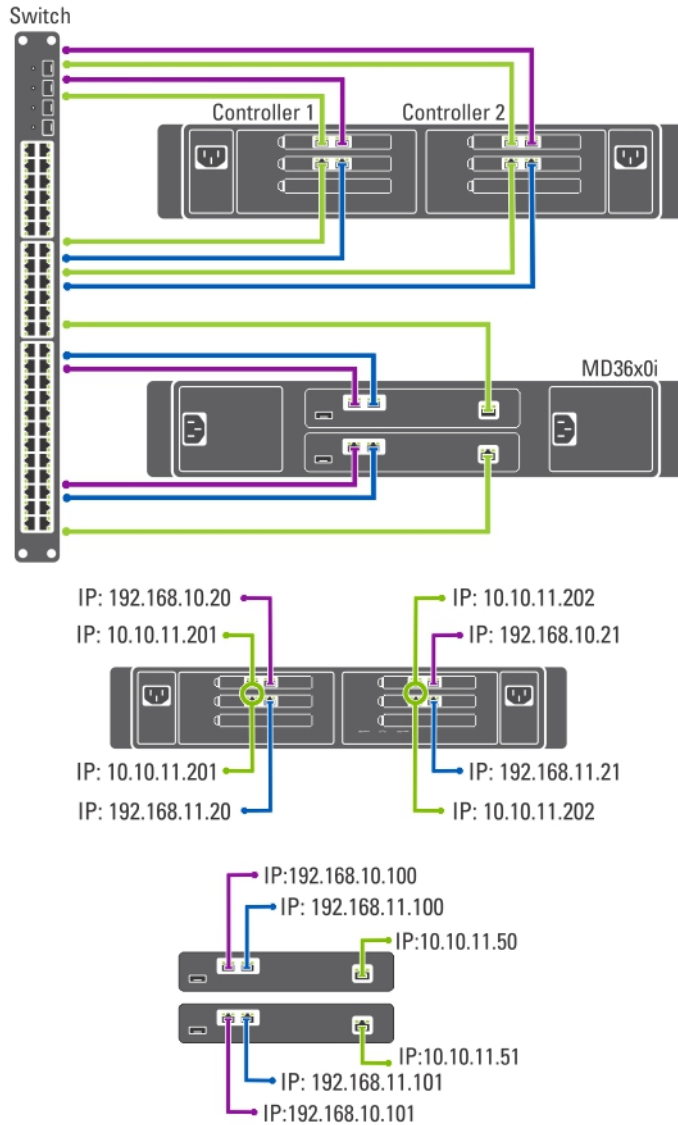 Switch
Controller 1
Controller 2
MD36x0i
IP: 192.168.10.20
IP: 10.10.11.202
IP: 10.10.11.201
IP: 192.168.10.21
IP: 10.10.11.201
IP: 192.168.11.21
IP: 192.168.11.20
IP: 10.10.11.202
IP:192.168.10.100
IP: 192.168.11.100
IP:10.10.11.50
IP:10.10.11.51
IP: 192.168.11.101
IP:192.168.10.101